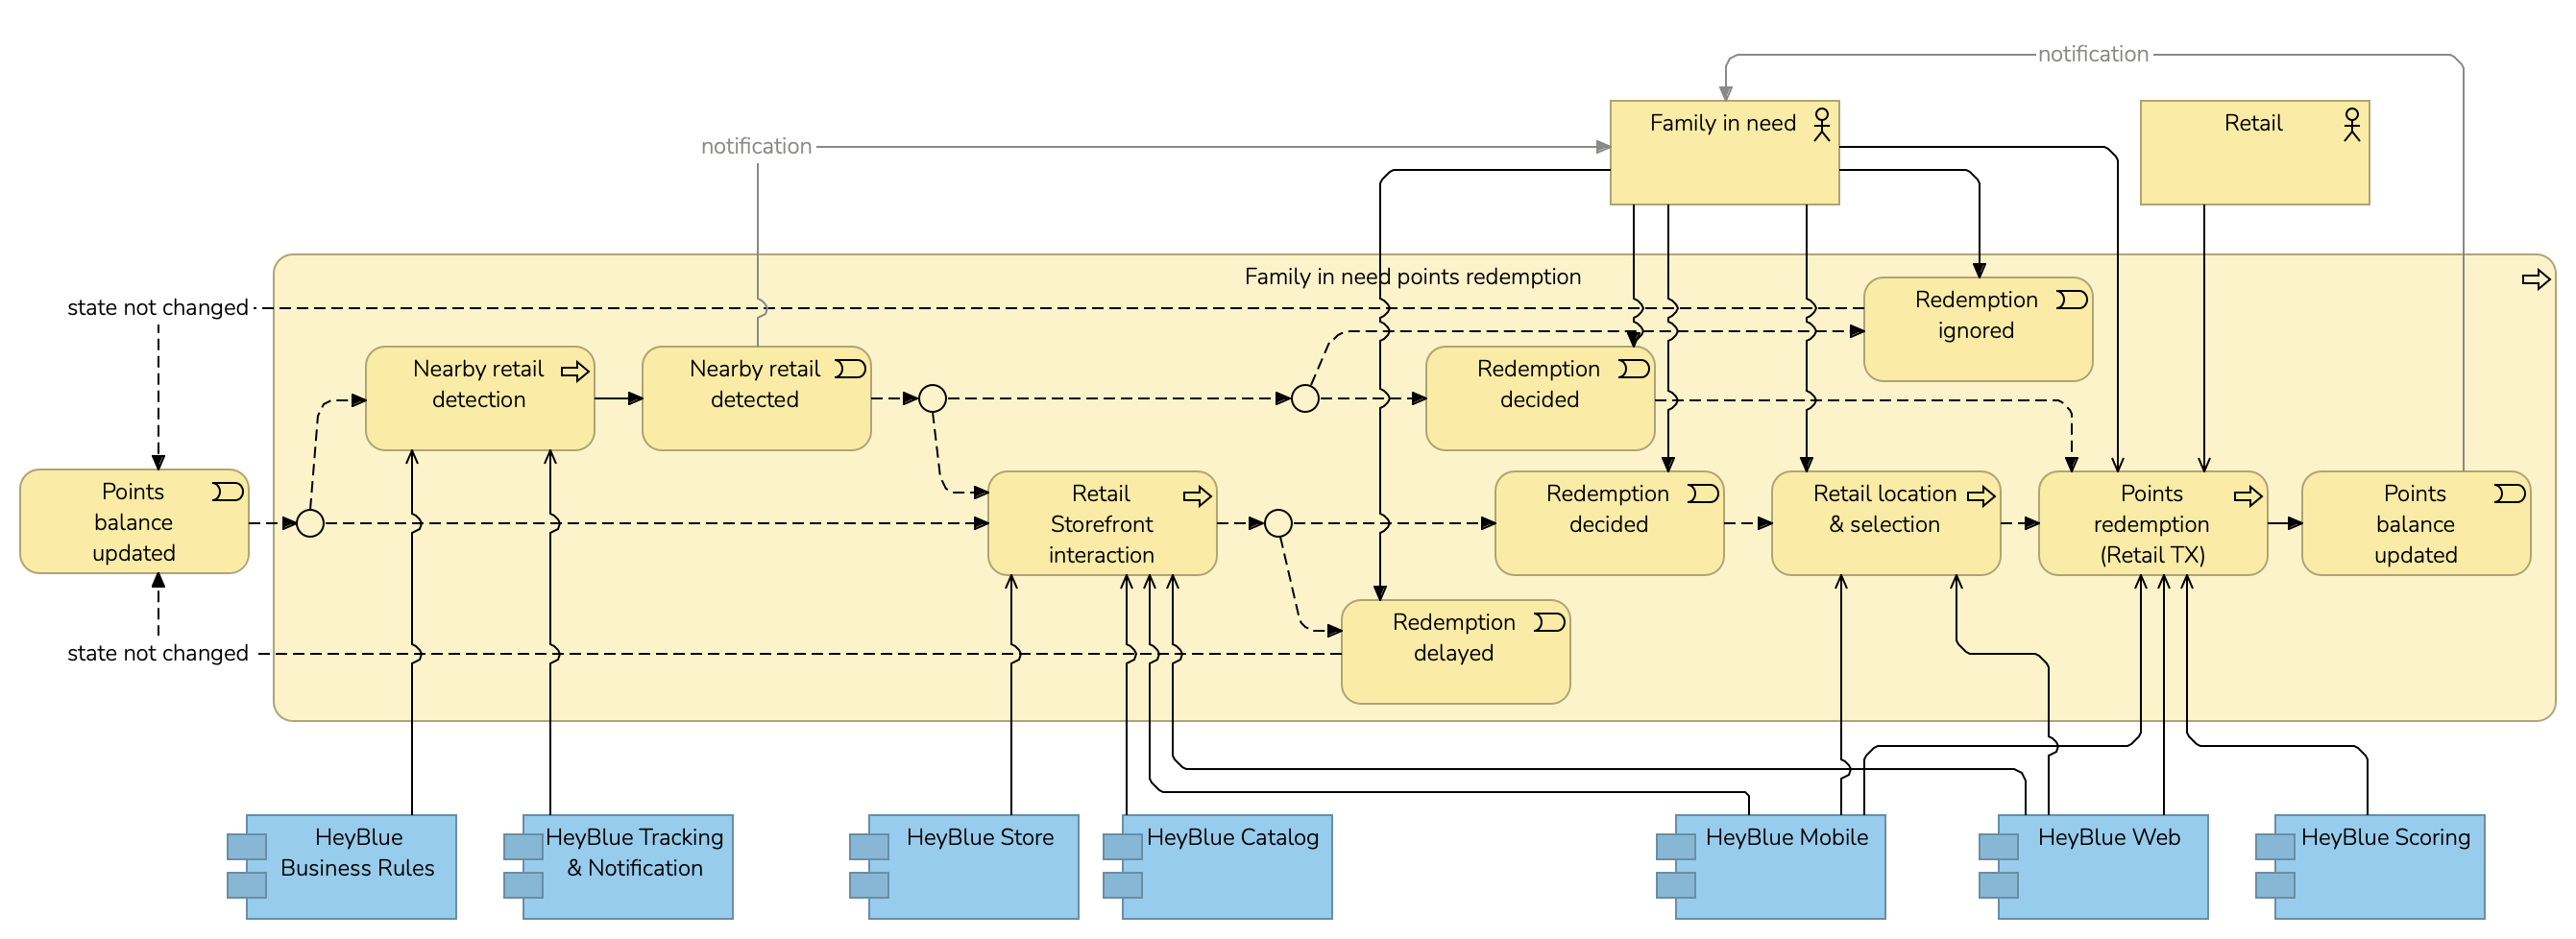 notification
Family in need
Retail
notification
Family in need points redemption
state not changed
Redemption
ignored
Nearby retail
detection
Nearby retail
detected
Redemption
decided
Points
balance
updated
Retail
Storefront
interaction
Redemption
decided
Retail location
& selection
Points
redemption
(Retail TX)
Points
balance
updated
Redemption
delayed
state not changed
HeyBlue
Business Rules
HeyBlue Tracking
& Notification
HeyBlue Store
HeyBlue Catalog
HeyBlue Mobile
HeyBlue Web
HeyBlue Scoring